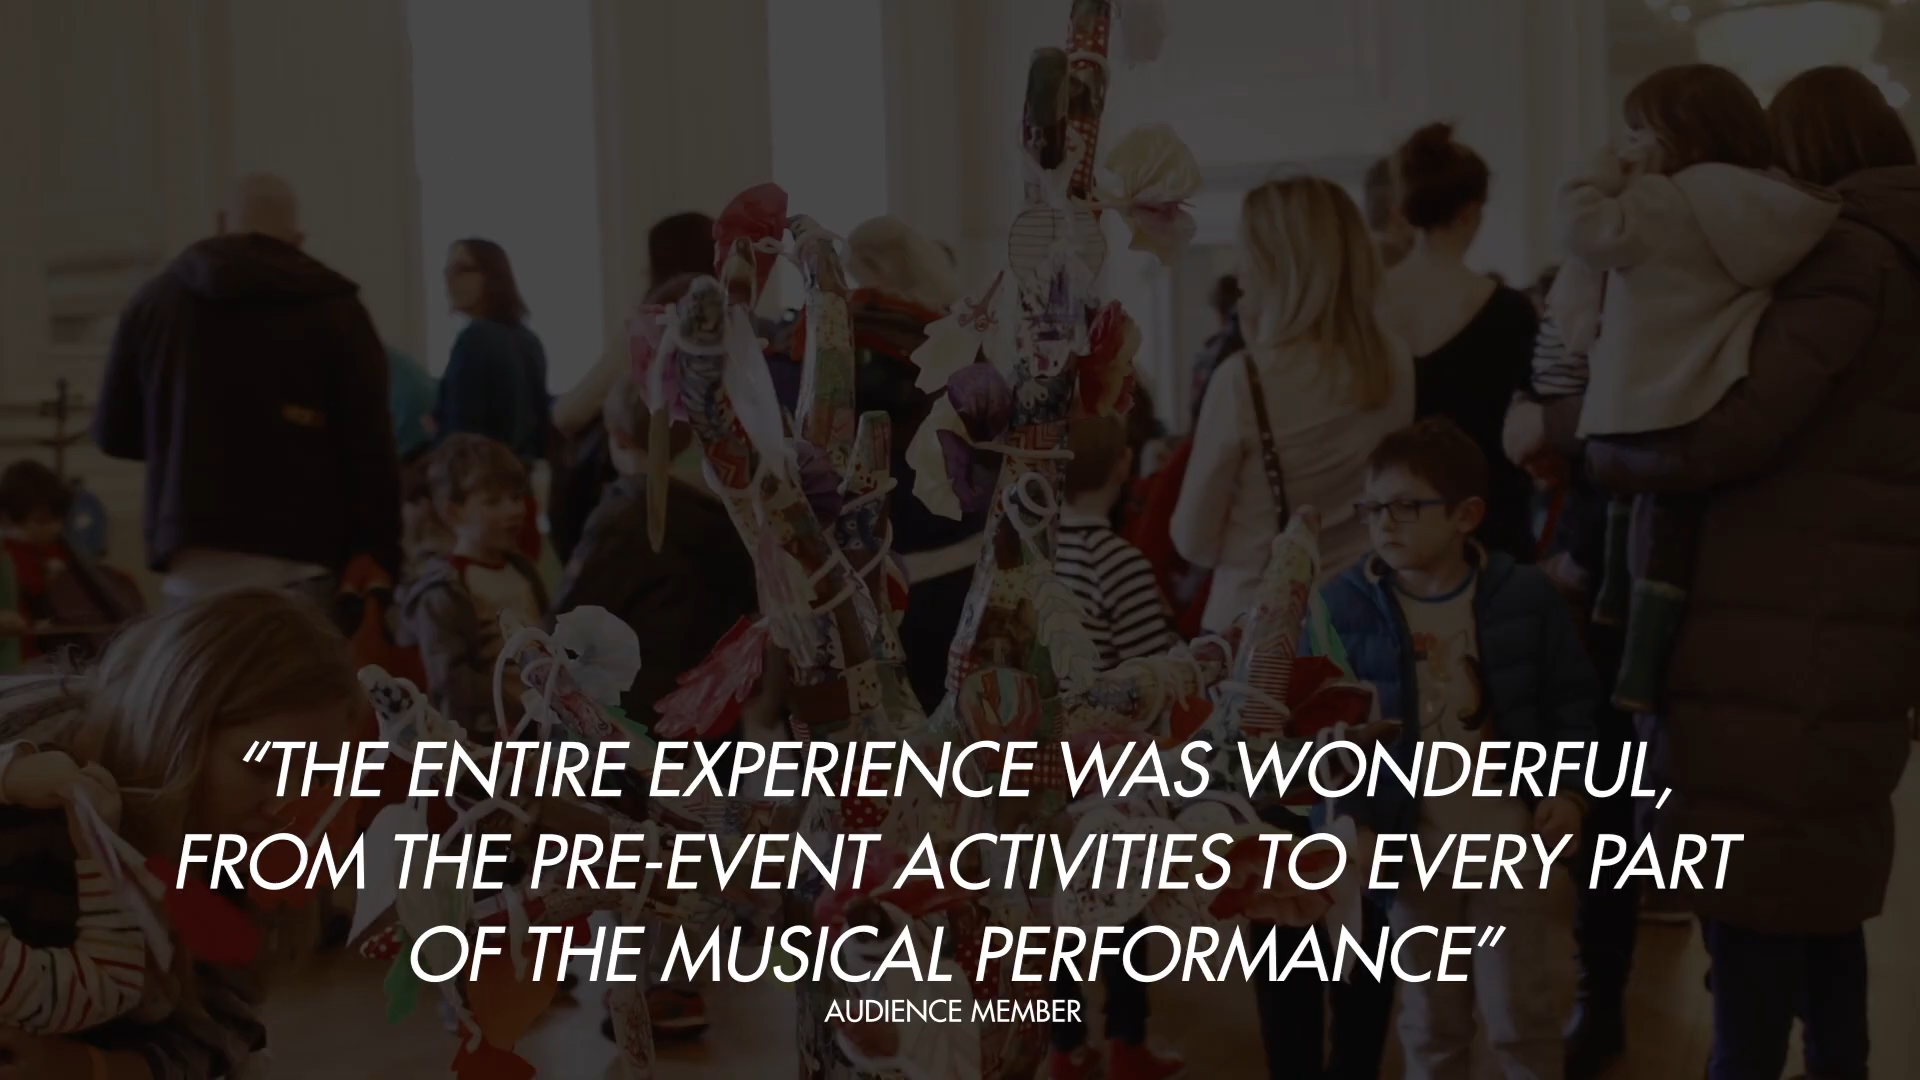 “THE ENTIRE EXPERIENCE WAS WONDERFUL,
FROM THE PRE-EVENT ACTIVITIES TO EVERY PART
OF THE MUSICAL PERFORMANCE”
AUDIENCE MEMBER